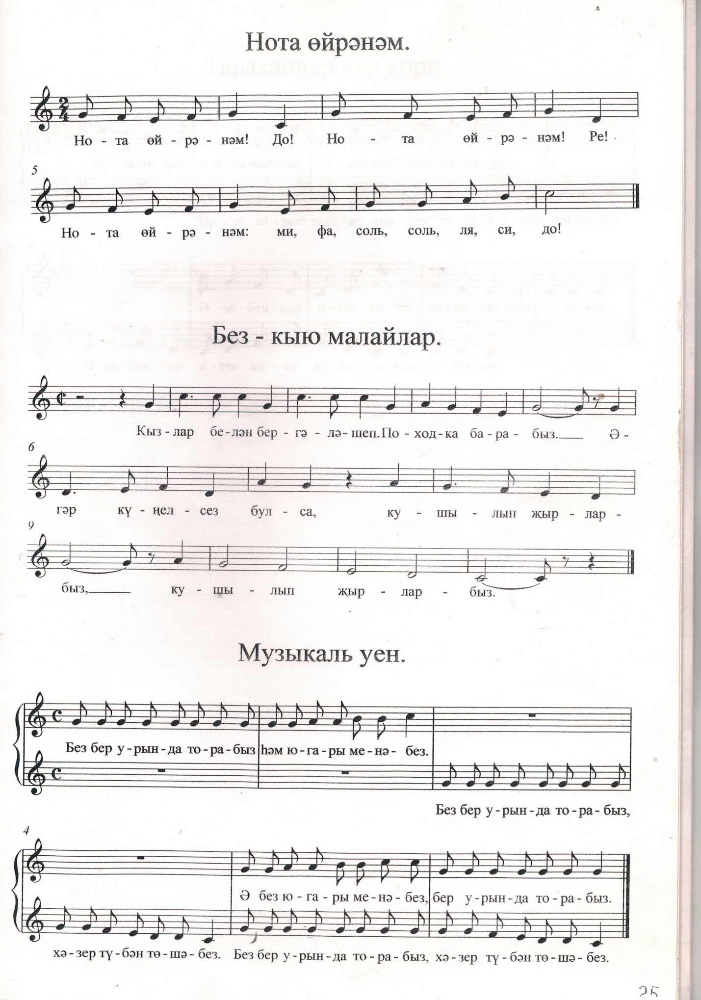 Нота өйрәнәм.
Но - та өй - рә - нәм! До! Но - та өй - рә - нәм! Ре!
5
Но - та өй - рә - нәм: ми, фа, соль, соль, ля, си, до!
Без - кыю малайлар.
Кыз - лар бе - лән бер - гә - лә - шеп. По - ход - ка ба - ра - быз. Ә -
6
гәр кү - ңел - сез бул - са, ку - шы - лып җыр - лар -
9
быз, ку - шы - лып җыр - лар - быз.
Музыкаль уен.
Без бер у - рын - да то - ра - быз һәм ю - га - ры ме - нә - без.
Без бер у - рын - да то - ра - быз,
4
Ә без ю - га - ры ме - нә - без, бер у - рын - да то - ра - быз.
хә - зер тү - бән тө - шә - без. Без бер у - рын - да то - ра - быз, хә - зер тү - бән тө - шә - без.